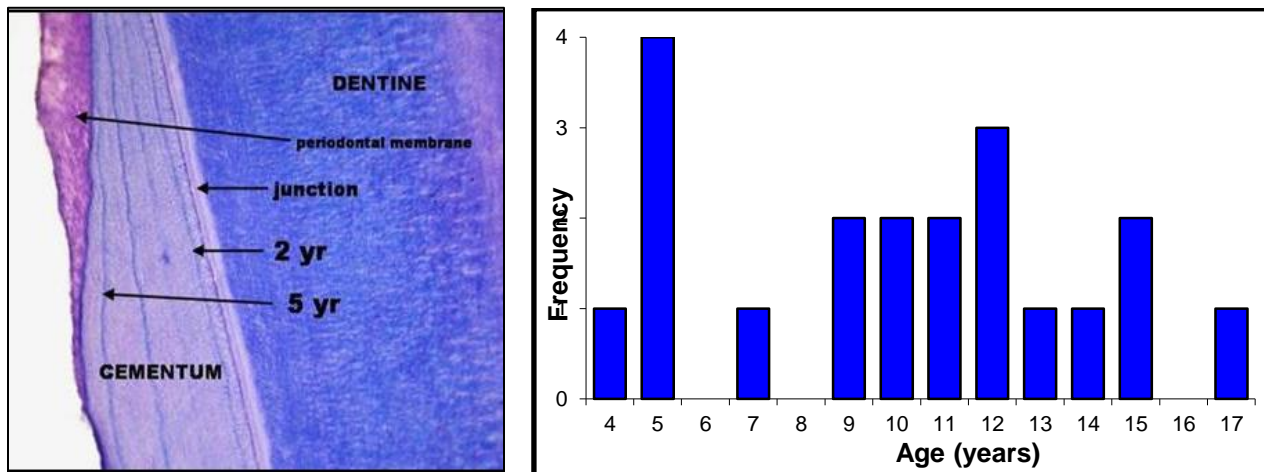 DENTINE
periodontal membrane
junction
2 yr
5 yr
CEMENTUM
4
3
2
1
0
Frequency
4 5 6 7 8 9 10 11 12 13 14 15 16 17
Age (years)